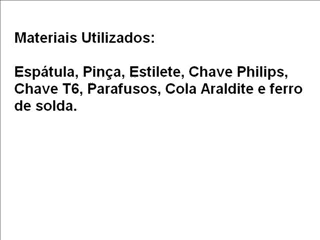 Materiais Utilizados:
Espátula, Pinça, Estilete, Chave Philips,
Chave T6, Parafusos, Cola Araldite e ferro
de solda.